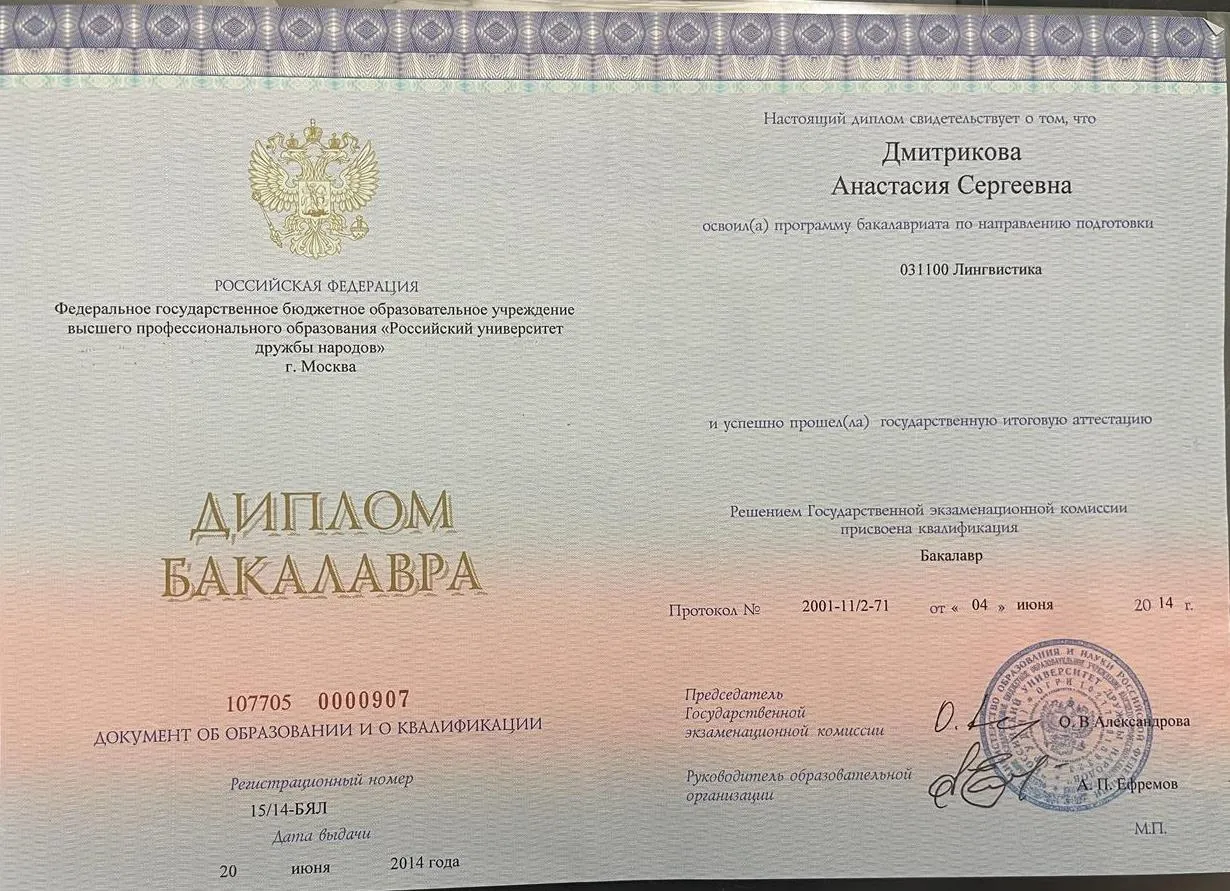 РОССИЙСКАЯ ФЕДЕРАЦИЯ
Федеральное государственное бюджетное образовательное учреждение
высшего профессионального образования «Российский университет
дружбы народов»
г. Москва
ДИПЛОМ
БАКАЛАВРА
107705 0000907
ДОКУМЕНТ ОБ ОБРАЗОВАНИИ И О КВАЛИФИКАЦИИ
Регистрационный номер
15/14-БЯЛ
Дата выдачи
20 июня 2014 года
Настоящий диплом свидетельствует о том, что
Дмитрикова
Анастасия Сергеевна
освоил(а) программу бакалавриата по направлению подготовки
031100 Лингвистика
и успешно прошел(ла) государственную итоговую аттестацию
Решением Государственной экзаменационной комиссии
присвоена квалификация
Бакалавр
Протокол № 2001-11/2-71 от « 04 » июня 20 14 г.
Председатель
Государственной
экзаменационной комиссии
О. В Александрова
Руководитель образовательной
организации
А. П. Ефремов
М.П.